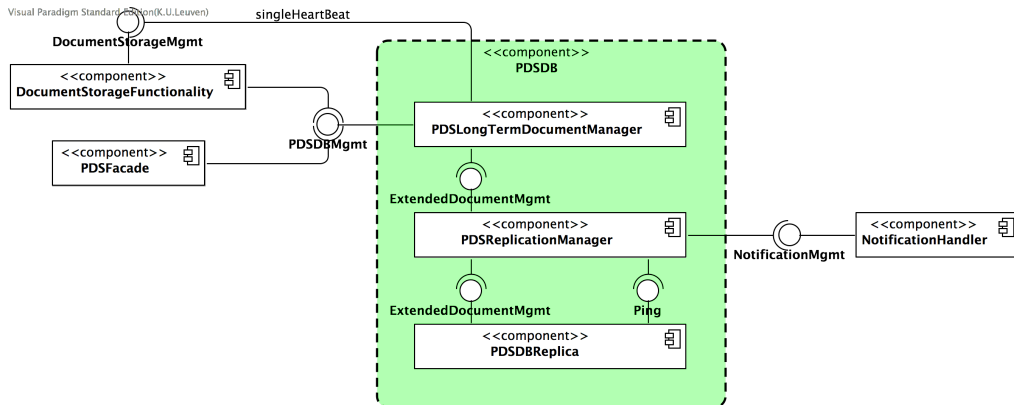 Visual Paradigm Standard Edition(K.U.Leuven)
singleHeartBeat
DocumentStorageMgmt
<<component>>
PDSDB
<<component>>
DocumentStorageFunctionality
<<component>>
PDSLongTermDocumentManager
PDSDBMgmt
<<component>>
PDSFacade
ExtendedDocumentMgmt
<<component>>
PDSReplicationManager
<<component>>
NotificationHandler
NotificationMgmt
ExtendedDocumentMgmt
Ping
<<component>>
PDSDBReplica